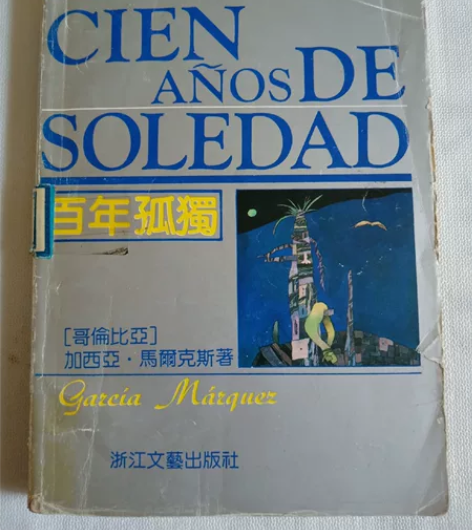 CIEN
AÑOS DE
SOLEDAD
百年孤獨
[哥倫比亞]
加西亞·馬爾克斯著
García Márquez
浙江文藝出版社